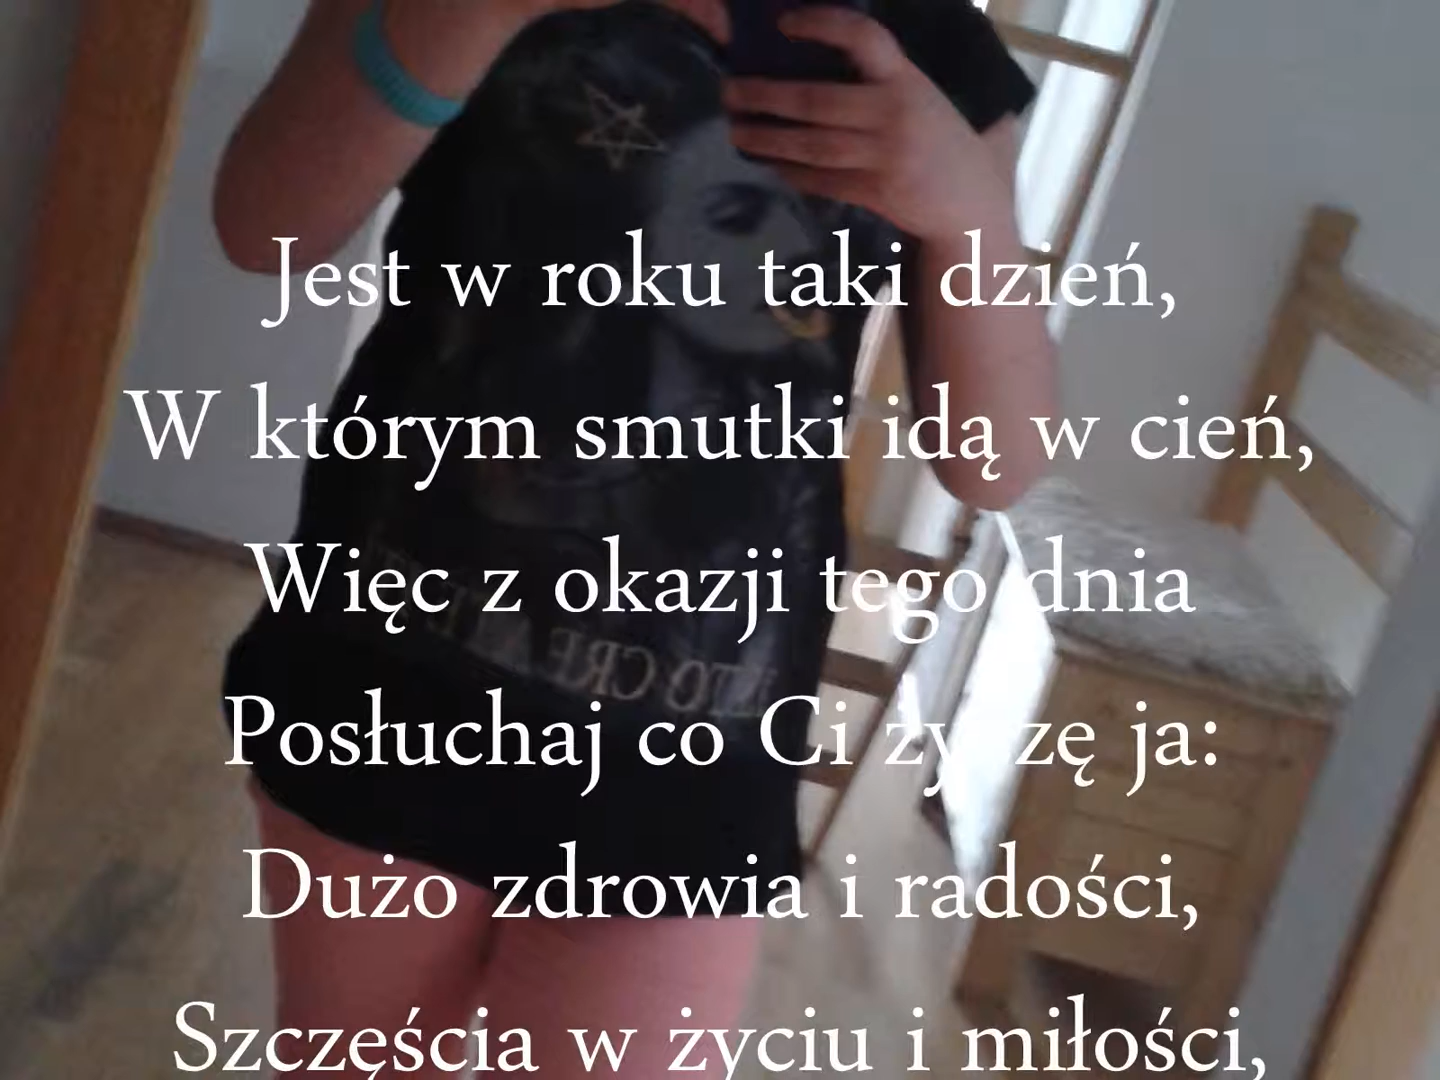 Jest w roku taki dzień,
W którym smutki idą w cień,
Więc z okazji tego dnia
Posłuchaj co Ci życzę ja:
Dużo zdrowia i radości,
Szczęścia w życiu i miłości,